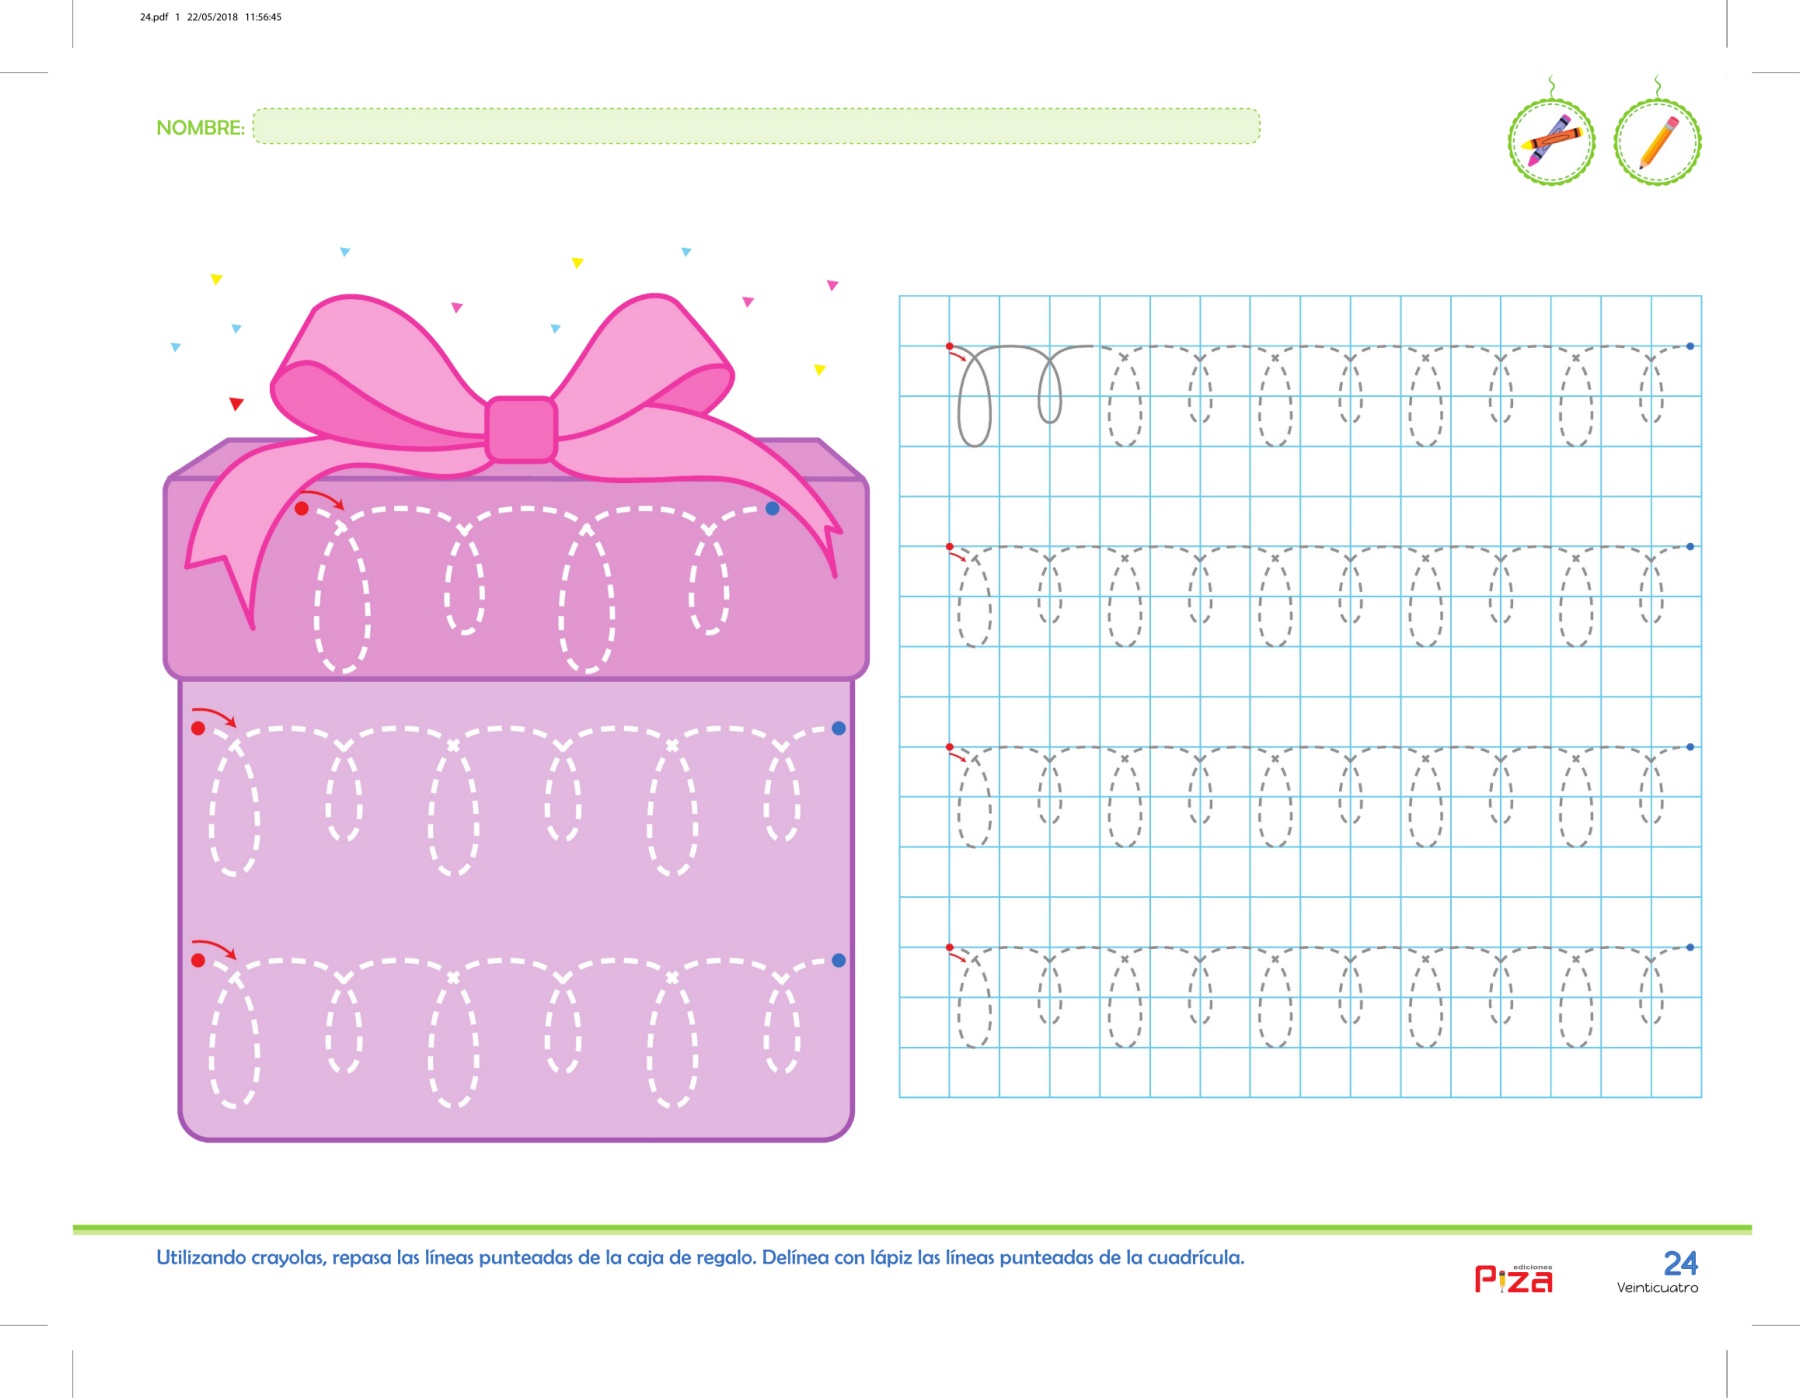 24.pdf 1 22/05/2018 11:56:45
NOMBRE:
Utilizando crayolas, repasa las líneas punteadas de la caja de regalo. Delínea con lápiz las líneas punteadas de la cuadrícula.
ediciones
Piza
24
Veinticuatro